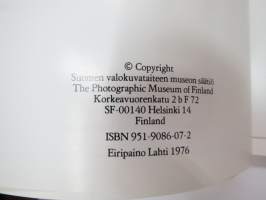 © Copyright
Suomen valokuvataiteen museon säätiö
The Photographic Museum of Finland
Korkeavuorenkatu 2 b F 72
SF-00140 Helsinki 14
Finland
ISBN 951-9086-07-2
Eiripaino Lahti 1976